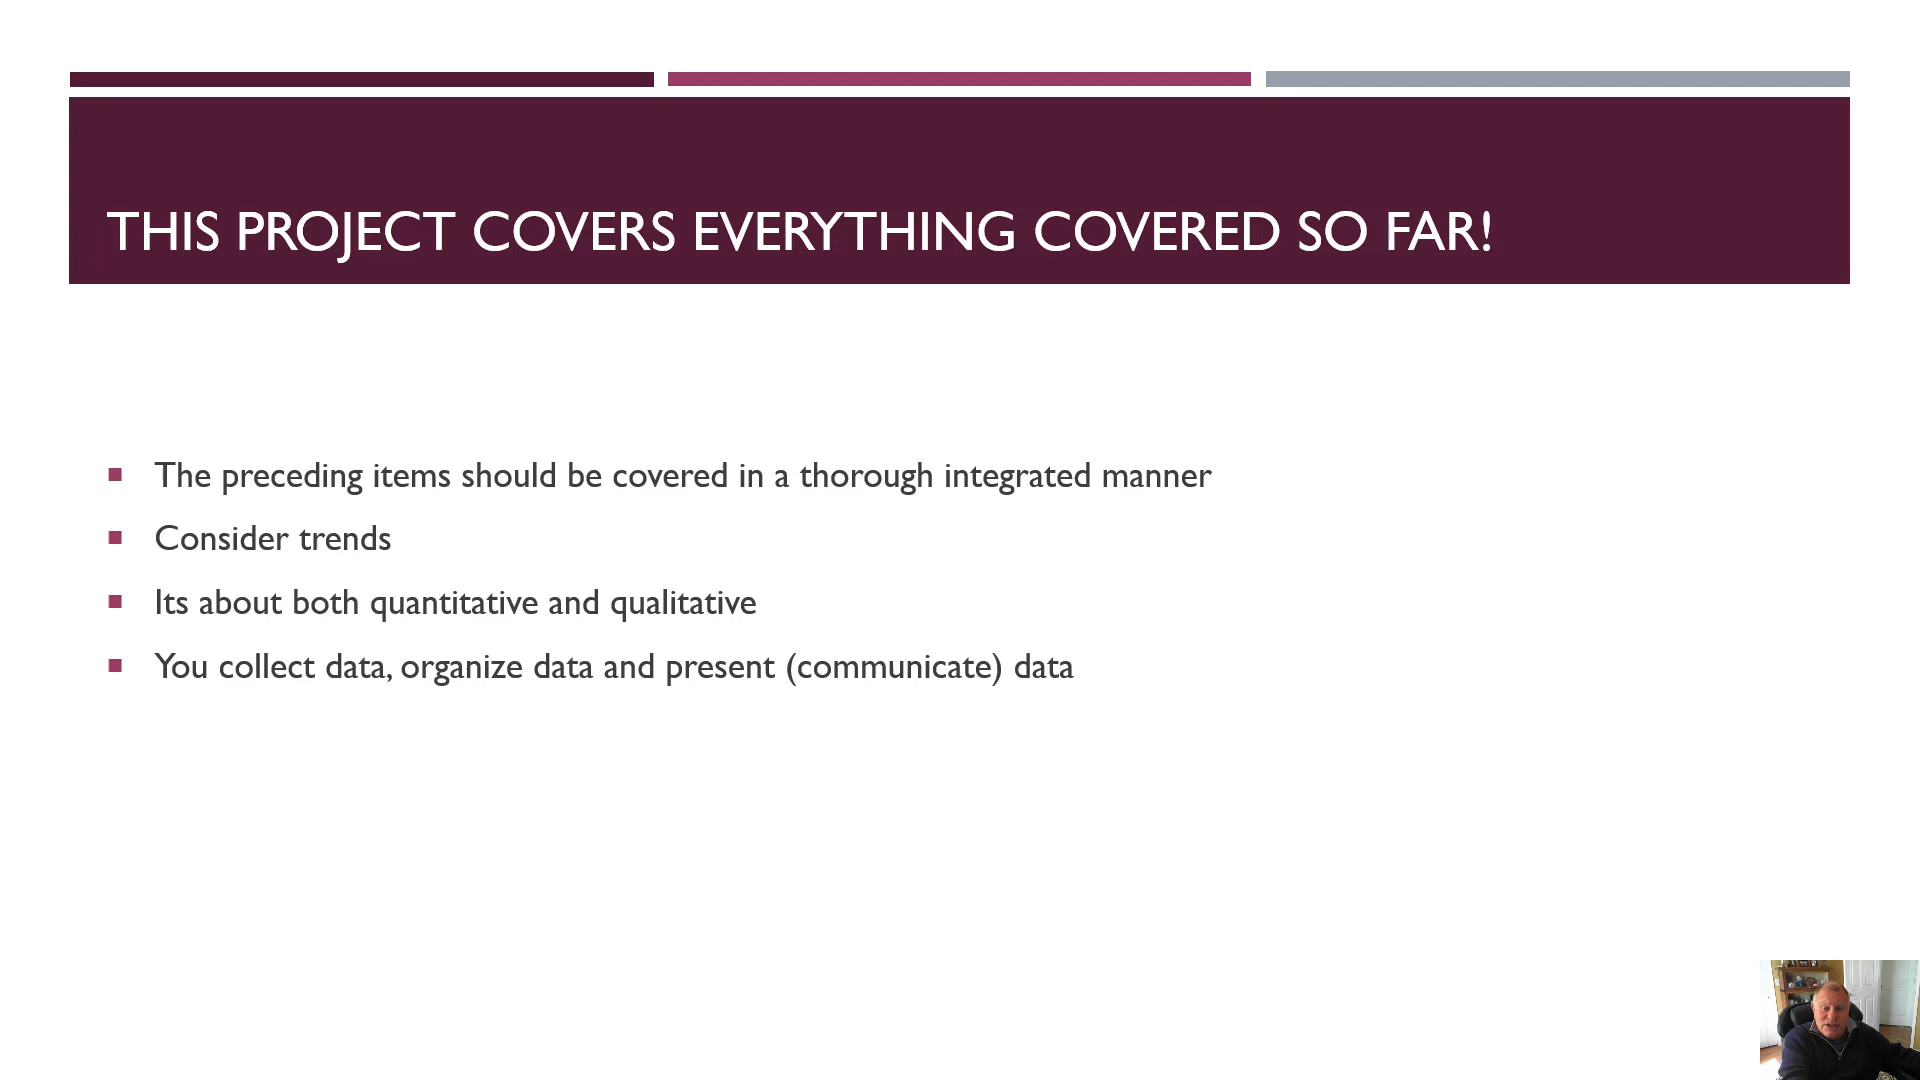 THIS PROJECT COVERS EVERYTHING COVERED SO FAR!
The preceding items should be covered in a thorough integrated manner
Consider trends
Its about both quantitative and qualitative
You collect data, organize data and present (communicate) data